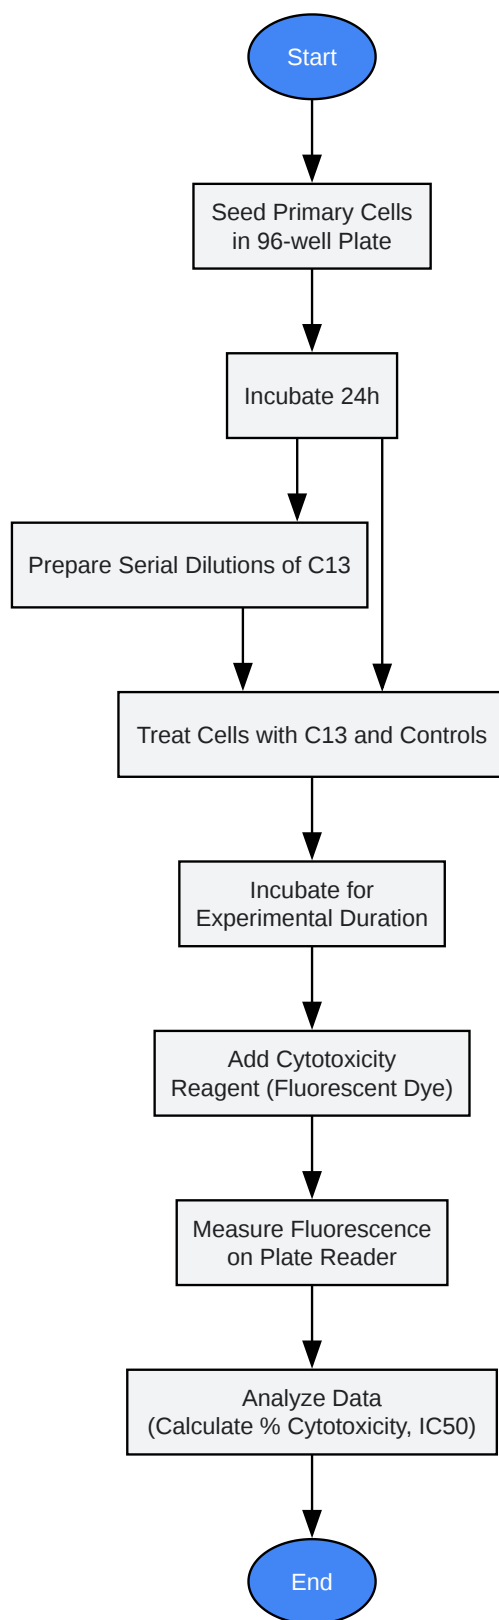 Start
Seed Primary Cells
in 96-well Plate
Incubate 24h
Prepare Serial Dilutions of C13
Treat Cells with C13 and Controls
Incubate for
Experimental Duration
Add Cytotoxicity
Reagent (Fluorescent Dye)
Measure Fluorescence
on Plate Reader
Analyze Data
(Calculate % Cytotoxicity, IC50)
End